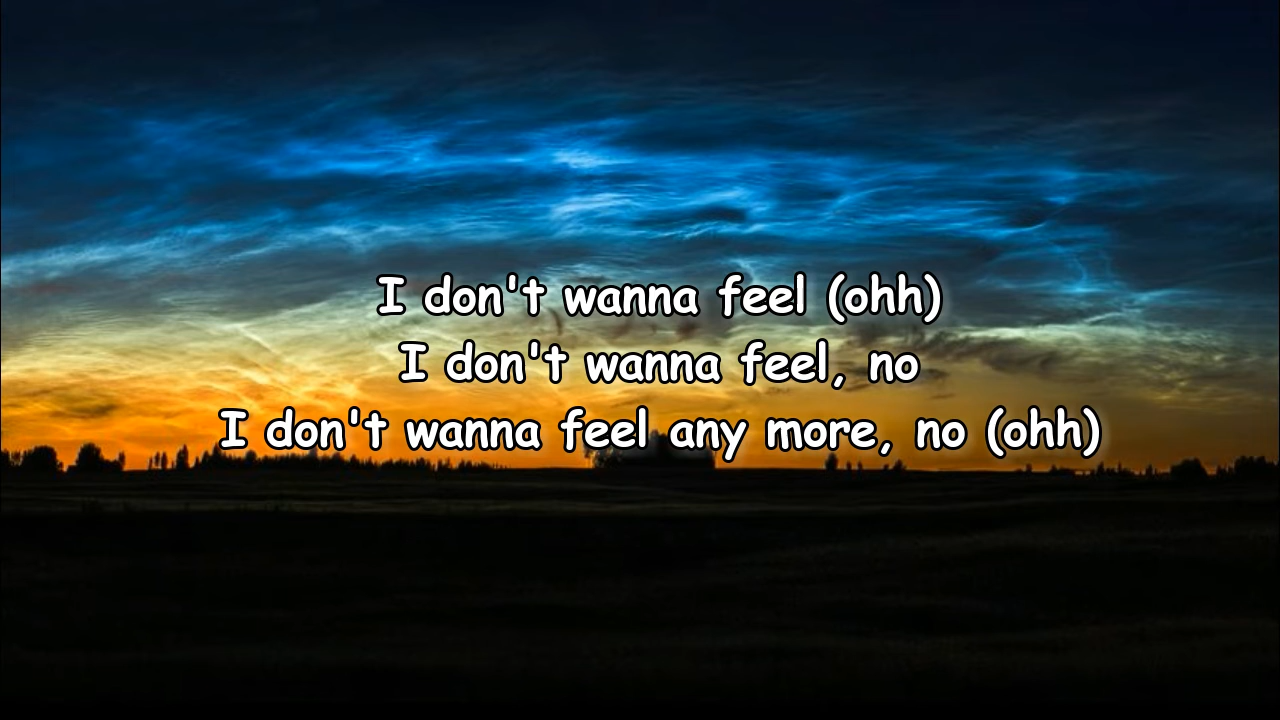 I don't wanna feel (ohh)
I don't wanna feel, no
I don't wanna feel any more, no (ohh)